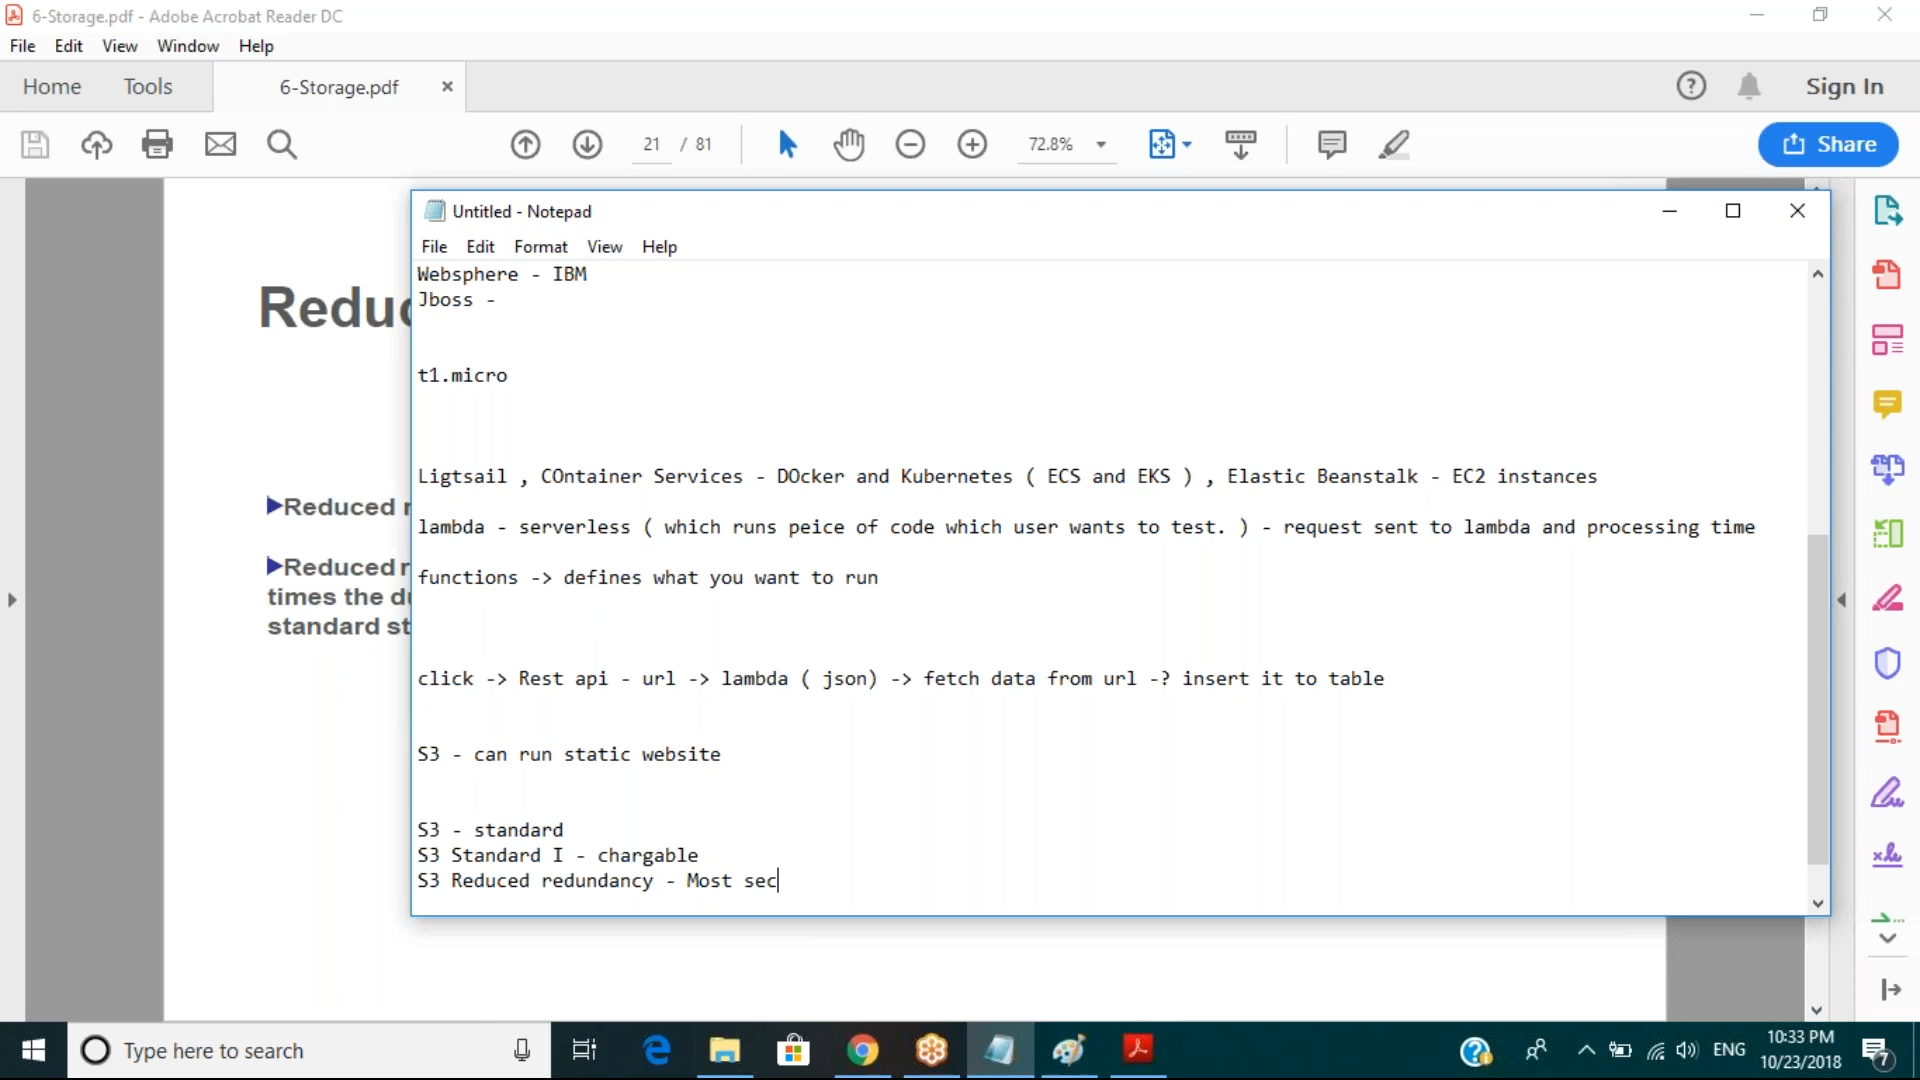 6-Storage.pdf - Adobe Acrobat Reader DC
File Edit View Window Help
Home Tools 6-Storage.pdf × Sign In
21 / 81 72.8% Share
Untitled - Notepad
File Edit Format View Help
Websphere - IBM
Jboss -
t1.micro
Ligtsail , COntainer Services - DOcker and Kubernetes ( ECS and EKS ) , Elastic Beanstalk - EC2 instances
lambda - serverless ( which runs peice of code which user wants to test. ) - request sent to lambda and processing time
functions -> defines what you want to run
click -> Rest api - url -> lambda ( json) -> fetch data from url -? insert it to table
S3 - can run static website
S3 - standard
S3 Standard I - chargable
S3 Reduced redundancy - Most sec
Reduc
Reduced r
Reduced r
times the du
standard st
Type here to search
ENG
10:33 PM
10/23/2018
7